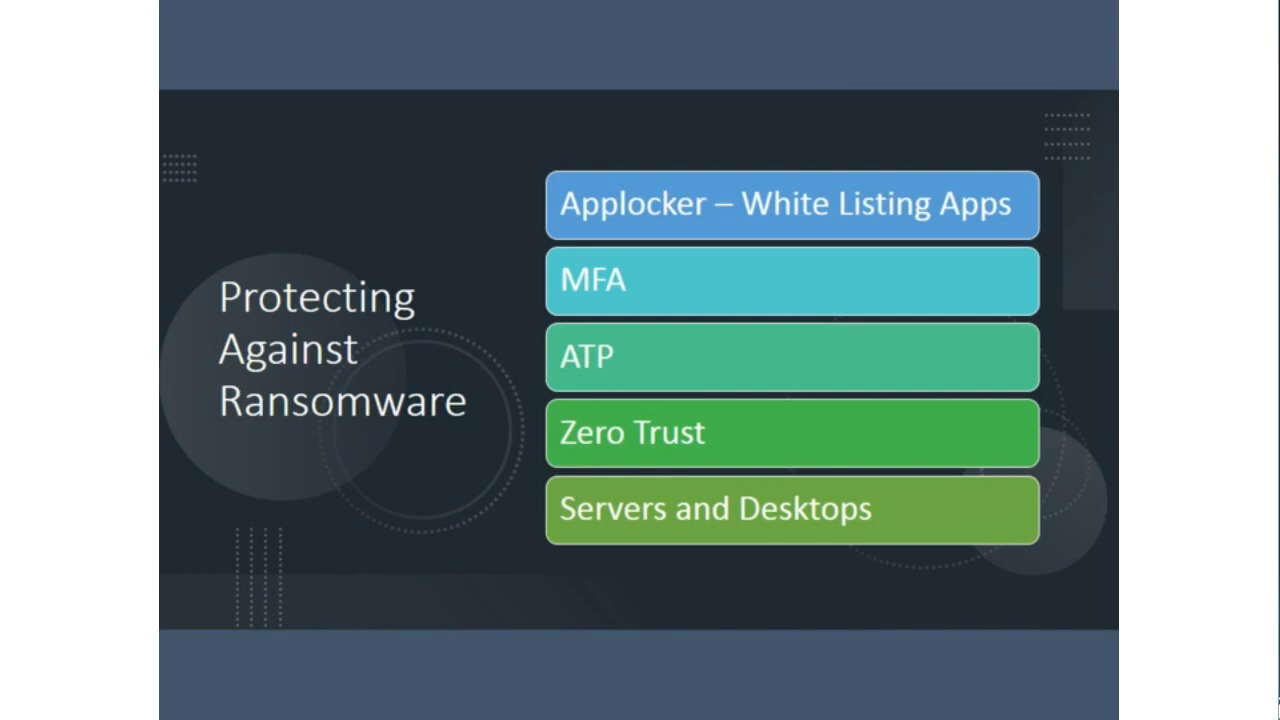 Protecting
Against
Ransomware
Applocker – White Listing Apps
MFA
ATP
Zero Trust
Servers and Desktops